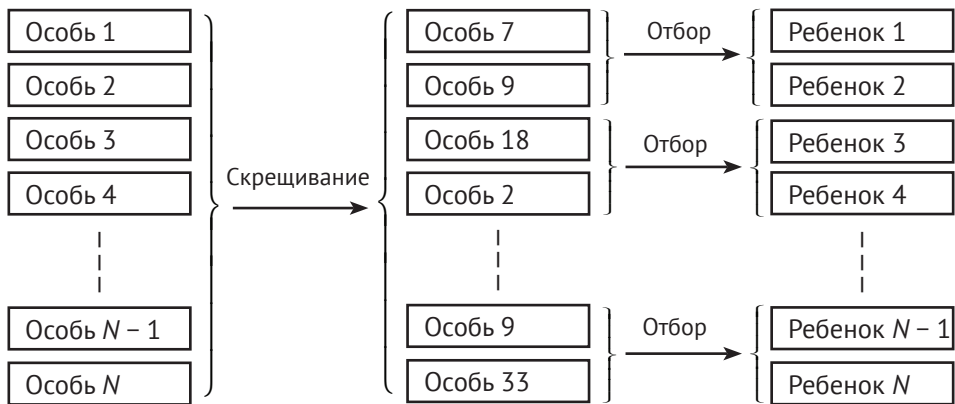 Особь 1
Особь 2
Особь 3
Особь 4
Особь N – 1
Особь N
Скрещивание
Особь 7
Особь 9
Особь 18
Особь 2
Особь 9
Особь 33
Отбор
Отбор
Отбор
Ребенок 1
Ребенок 2
Ребенок 3
Ребенок 4
Ребенок N – 1
Ребенок N